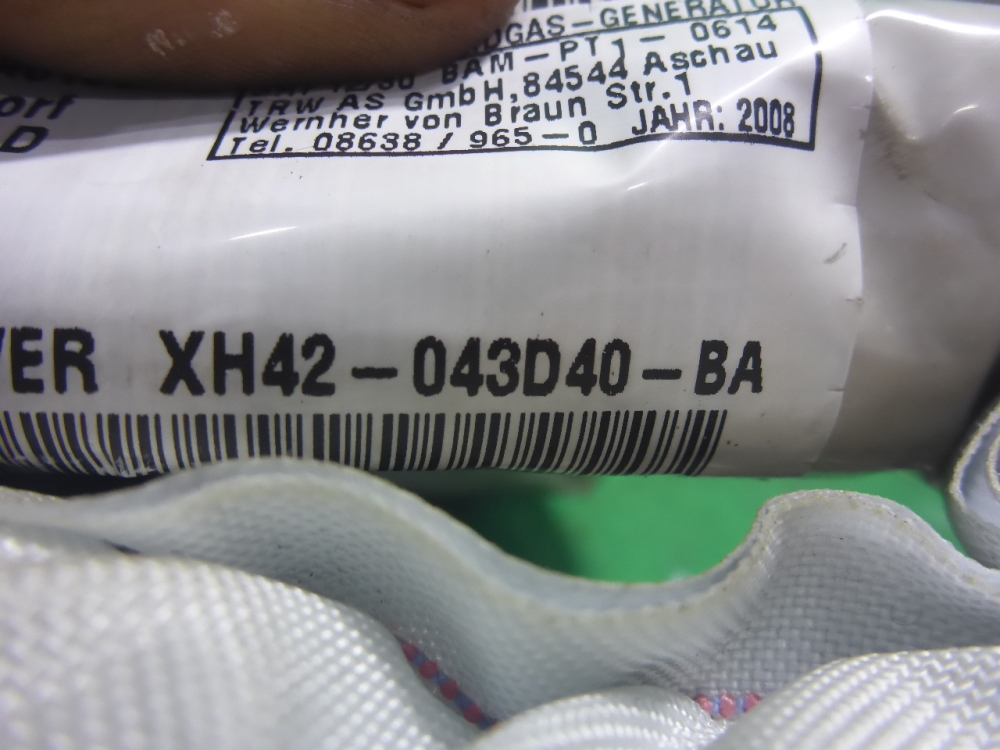 GAS-GENERATOR
BAM-PT1-0614
TRW AS GmbH, 84544 Aschau
Wernher von Braun Str. 1
Tel. 08638 / 965-0 JAHR: 2008
D
XH42-043D40-BA